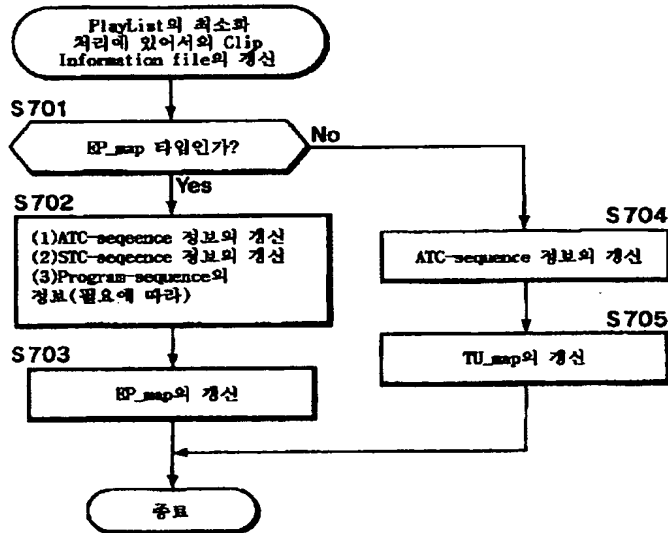 PlayList의 최소화
처리에 있어서의 Clip
Information file의 갱신
S701
EP_map 타입인가?
No
Yes
S702
(1)ATC-seqeence 정보의 갱신
(2)STC-seqeence 정보의 갱신
(3)Program-sequence의
정보(필요에 따라)
S703
EP_map의 갱신
S704
ATC-sequence 정보의 갱신
S705
TU_map의 갱신
종료